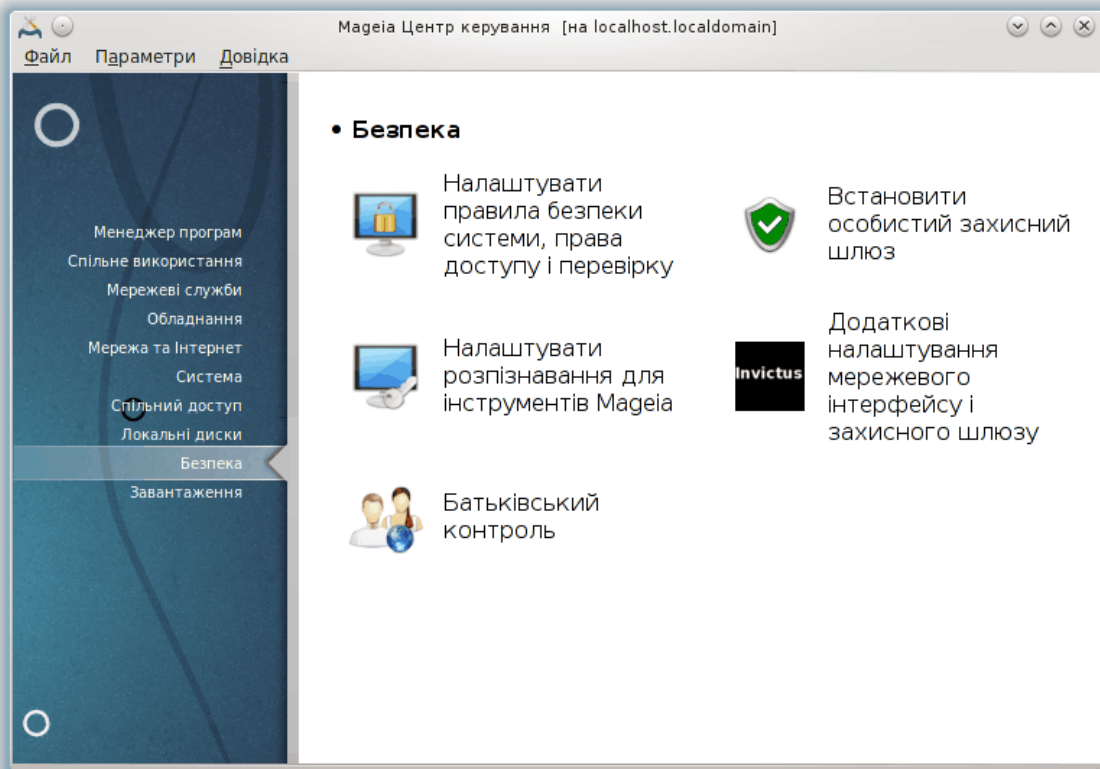 Mageia Центр керування [на localhost.localdomain]
Файл Параметри Довідка
Менеджер програм
Спільне використання
Мережеві служби
Обладнання
Мережа та Інтернет
Система
Спільний доступ
Локальні диски
Безпека
Завантаження
• Безпека
Налаштувати
правила безпеки
системи, права
доступу і перевірку
Встановити
особистий захисний
шлюз
Налаштувати
розпізнавання для
інструментів Mageia
Invictus
Додаткові
налаштування
мережевого
інтерфейсу і
захисного шлюзу
Батьківський
контроль